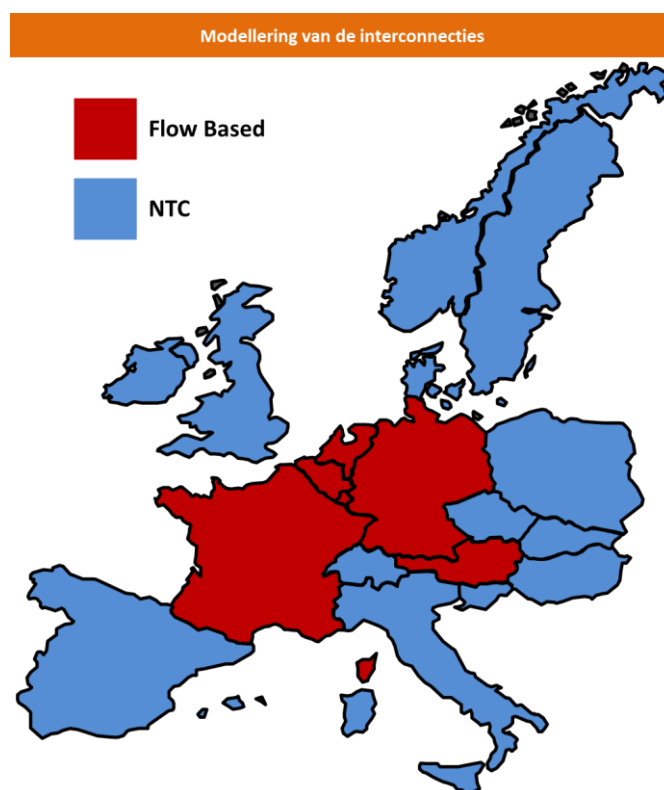 Modellering van de interconnecties
Flow Based
NTC